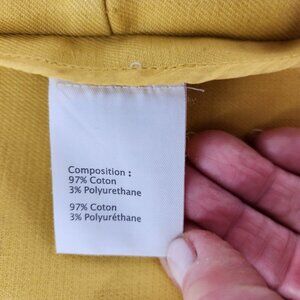 Composition :
97% Coton
3% Polyurethane
97% Coton
3% Polyuréthane